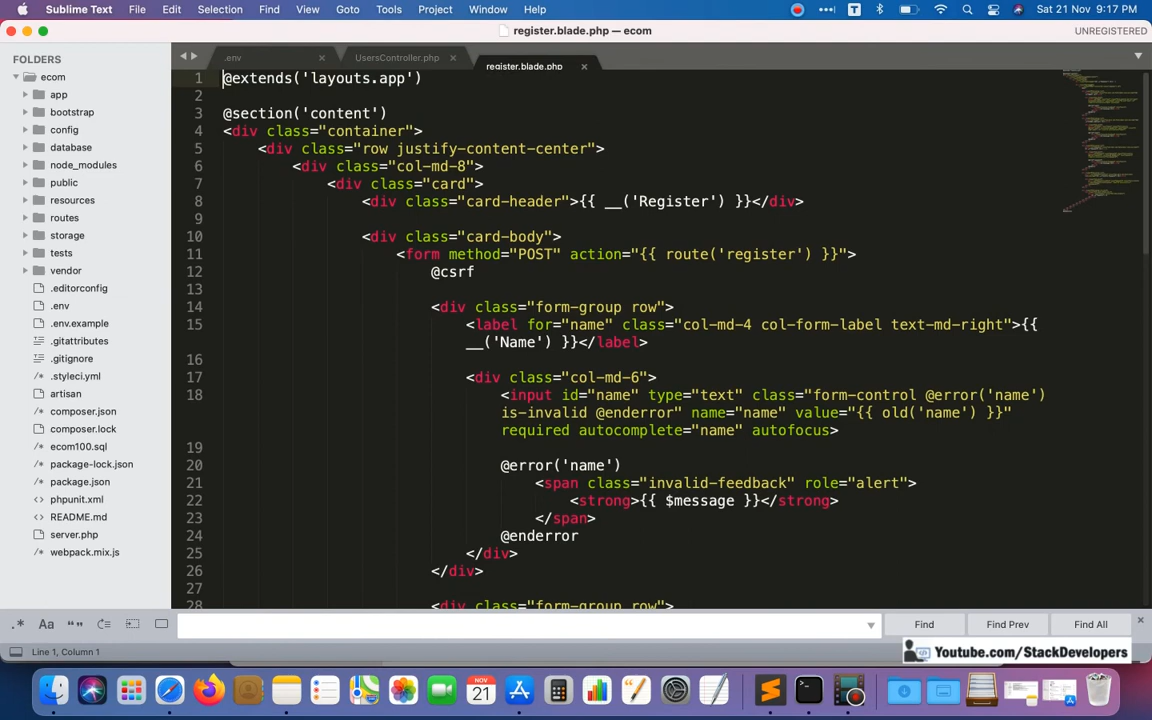 Sublime Text File Edit Selection Find View Goto Tools Project Window Help Sat 21 Nov 9:17 PM
register.blade.php — ecom
UNREGISTERED
FOLDERS
.env
UsersController.php
register.blade.php
ecom
app
bootstrap
config
database
node_modules
public
resources
routes
storage
tests
vendor
.editorconfig
.env
.env.example
.gitattributes
.gitignore
.styleci.yml
artisan
composer.json
composer.lock
ecom100.sql
package-lock.json
package.json
phpunit.xml
README.md
server.php
webpack.mix.js
1 @extends('layouts.app')
2
3 @section('content')
4 <div class="container">
5 <div class="row justify-content-center">
6 <div class="col-md-8">
7 <div class="card">
8 <div class="card-header">{{ __('Register') }}</div>
9
10 <div class="card-body">
11 <form method="POST" action="{{ route('register') }}">
12 @csrf
13
14 <div class="form-group row">
15 <label for="name" class="col-md-4 col-form-label text-md-right">{{
__('Name') }}</label>
16
17 <div class="col-md-6">
18 <input id="name" type="text" class="form-control @error('name')
is-invalid @enderror" name="name" value="{{ old('name') }}"
required autocomplete="name" autofocus>
19
20 @error('name')
21 <span class="invalid-feedback" role="alert">
22 <strong>{{ $message }}</strong>
23 </span>
24 @enderror
25 </div>
26 </div>
27
28 <div class="form-group row">
.* Aa “”
Find
Find Prev
Find All
Line 1, Column 1
Youtube.com/StackDevelopers
NOV
21